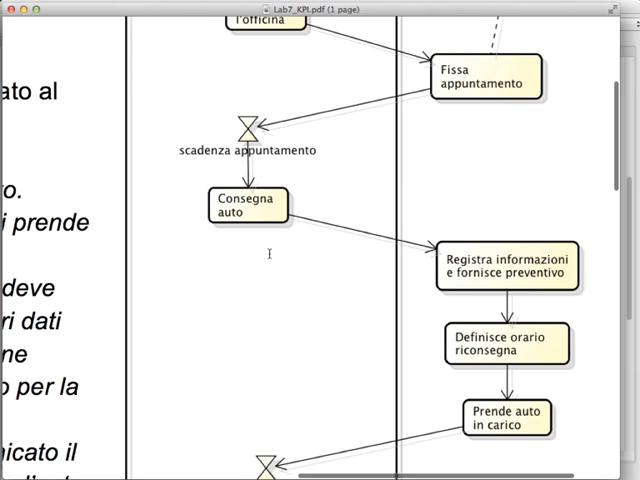 Lab7_KPI.pdf (1 page)
l'officina
Fissa
appuntamento
scadenza appuntamento
Consegna
auto
Registra informazioni
e fornisce preventivo
Definisce orario
riconsegna
Prende auto
in carico
ato al
o.
i prende
deve
ri dati
ne
o per la
icato il